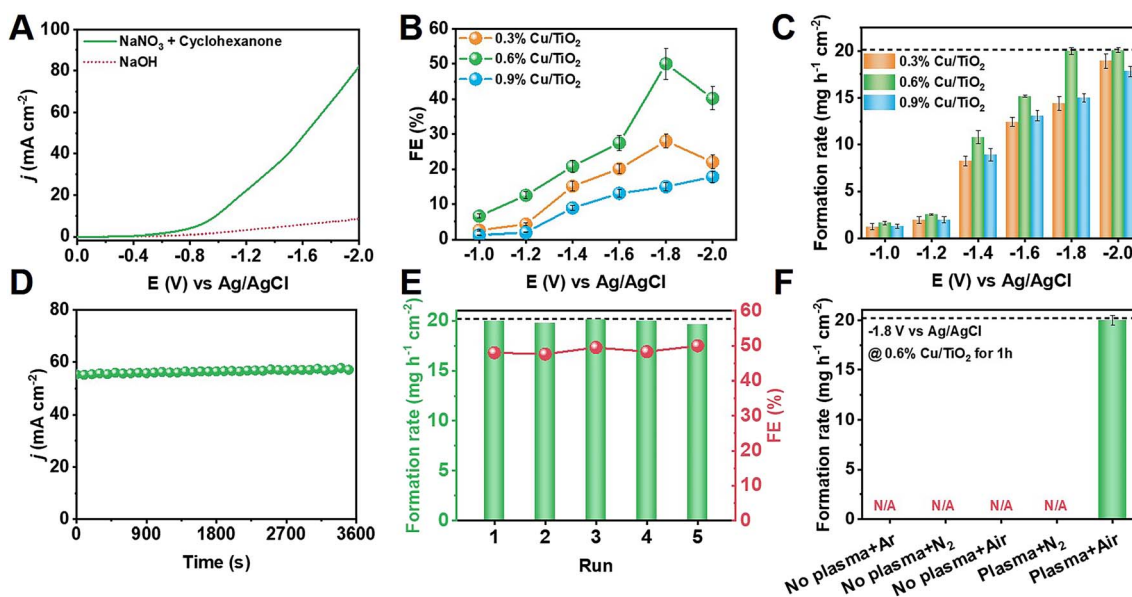 A
NaNO₃ + Cyclohexanone
NaOH
j (mA cm⁻²)
100
80
60
40
20
0
0.0 -0.4 -0.8 -1.2 -1.6 -2.0
E (V) vs Ag/AgCl
B
0.3% Cu/TiO₂
0.6% Cu/TiO₂
0.9% Cu/TiO₂
FE (%)
60
50
40
30
20
10
0
-1.0 -1.2 -1.4 -1.6 -1.8 -2.0
E (V) vs Ag/AgCl
C
0.3% Cu/TiO₂
0.6% Cu/TiO₂
0.9% Cu/TiO₂
Formation rate (mg h⁻¹ cm⁻²)
20
15
10
5
0
-1.0 -1.2 -1.4 -1.6 -1.8 -2.0
E (V) vs Ag/AgCl
D
j (mA cm⁻²)
80
60
40
20
0
0 900 1800 2700 3600
Time (s)
E
Formation rate (mg h⁻¹ cm⁻²)
20
15
10
5
0
60
50
40
30
20
10
0
FE (%)
1 2 3 4 5
Run
F
-1.8 V vs Ag/AgCl
@ 0.6% Cu/TiO₂ for 1h
Formation rate (mg h⁻¹ cm⁻²)
20
15
10
5
0
N/A N/A N/A N/A
No plasma+Ar
No plasma+N₂
No plasma+Air
Plasma+N₂
Plasma+Air